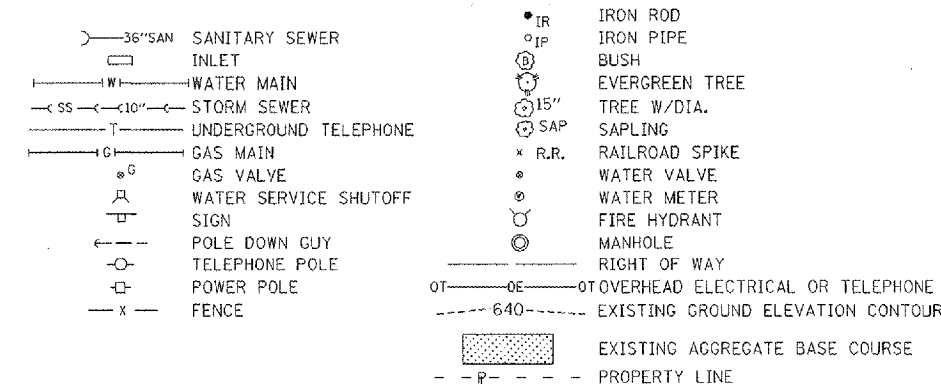 36"SAN SANITARY SEWER
INLET
W WATER MAIN
SS 10" STORM SEWER
T UNDERGROUND TELEPHONE
G GAS MAIN
G GAS VALVE
WATER SERVICE SHUTOFF
SIGN
POLE DOWN GUY
TELEPHONE POLE
POWER POLE
X FENCE
IR IRON ROD
IP IRON PIPE
B BUSH
EVERGREEN TREE
15" TREE W/DIA.
SAP SAPLING
x R.R. RAILROAD SPIKE
WATER VALVE
WATER METER
FIRE HYDRANT
MANHOLE
RIGHT OF WAY
OT OE OT OVERHEAD ELECTRICAL OR TELEPHONE
640 EXISTING GROUND ELEVATION CONTOUR
EXISTING AGGREGATE BASE COURSE
P PROPERTY LINE